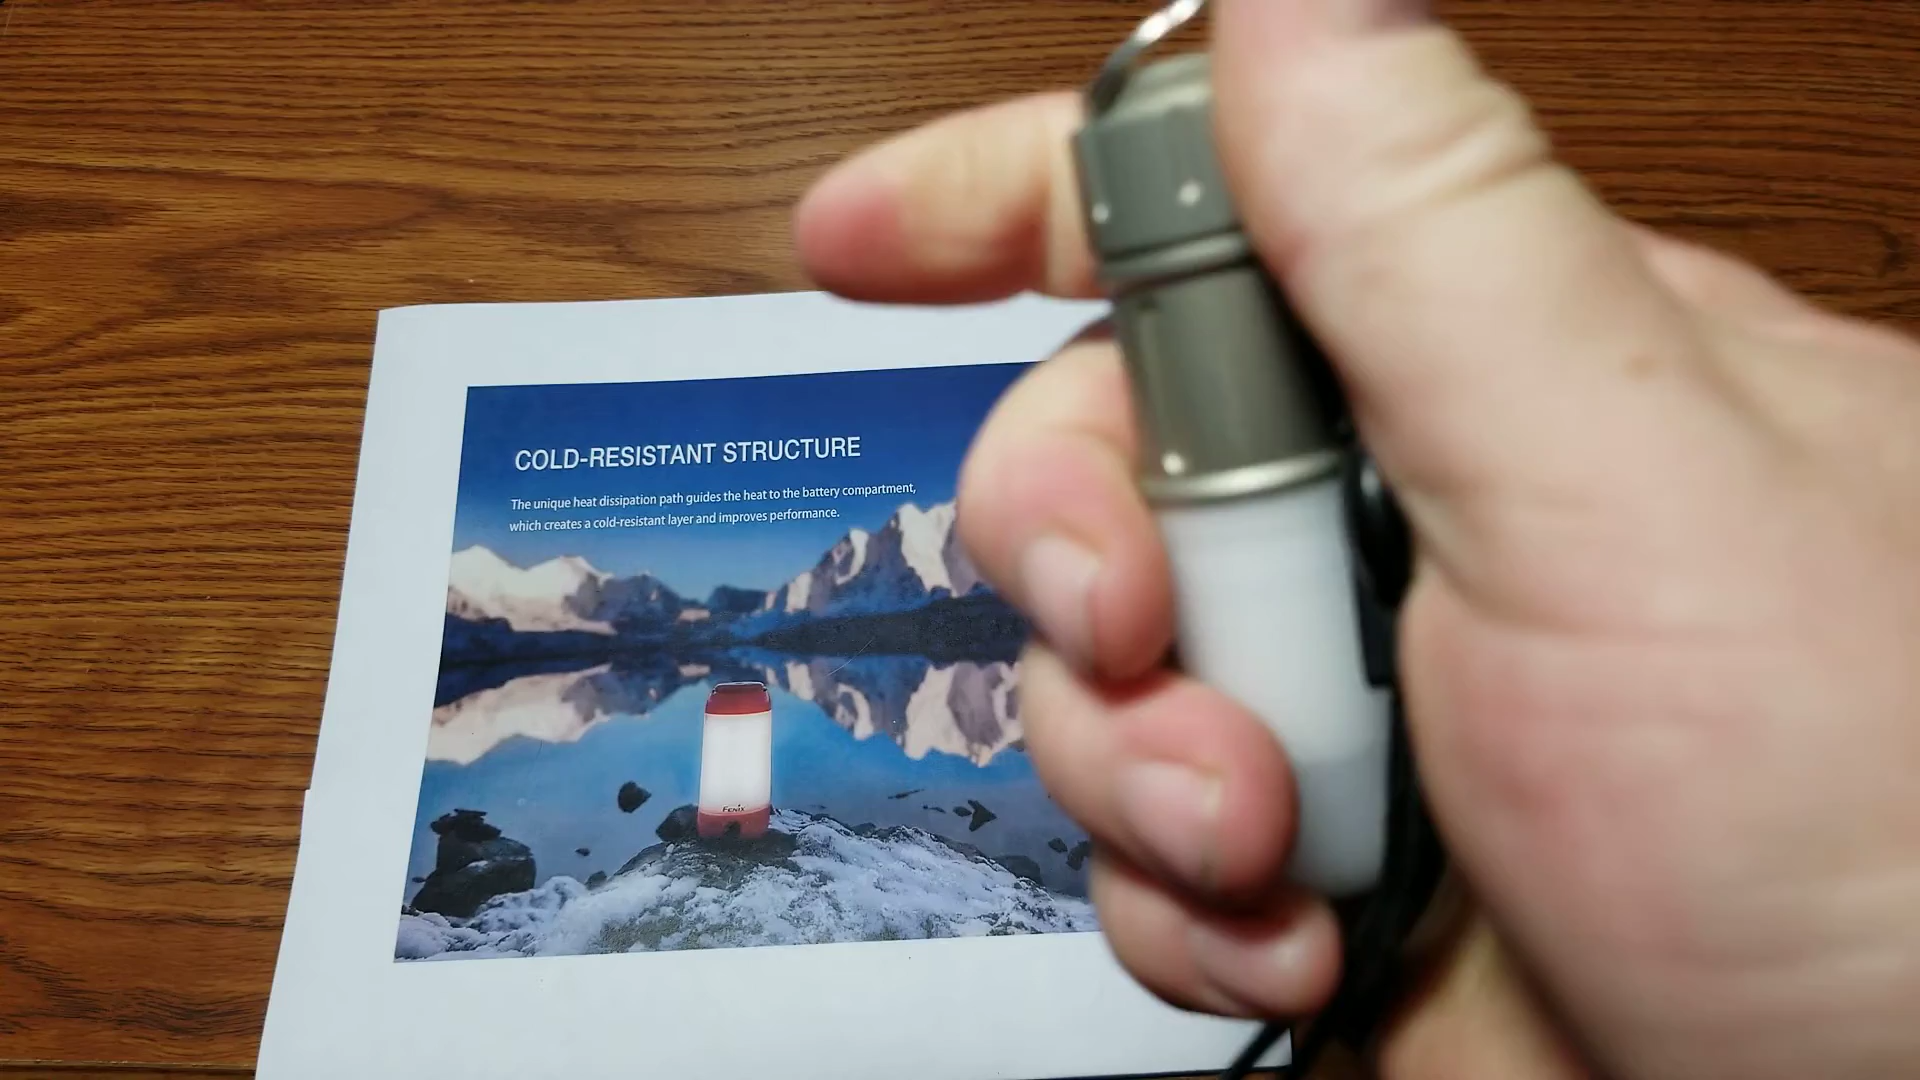 COLD-RESISTANT STRUCTURE
The unique heat dissipation path guides the heat to the battery compartment,
which creates a cold-resistant layer and improves performance.
FENIX